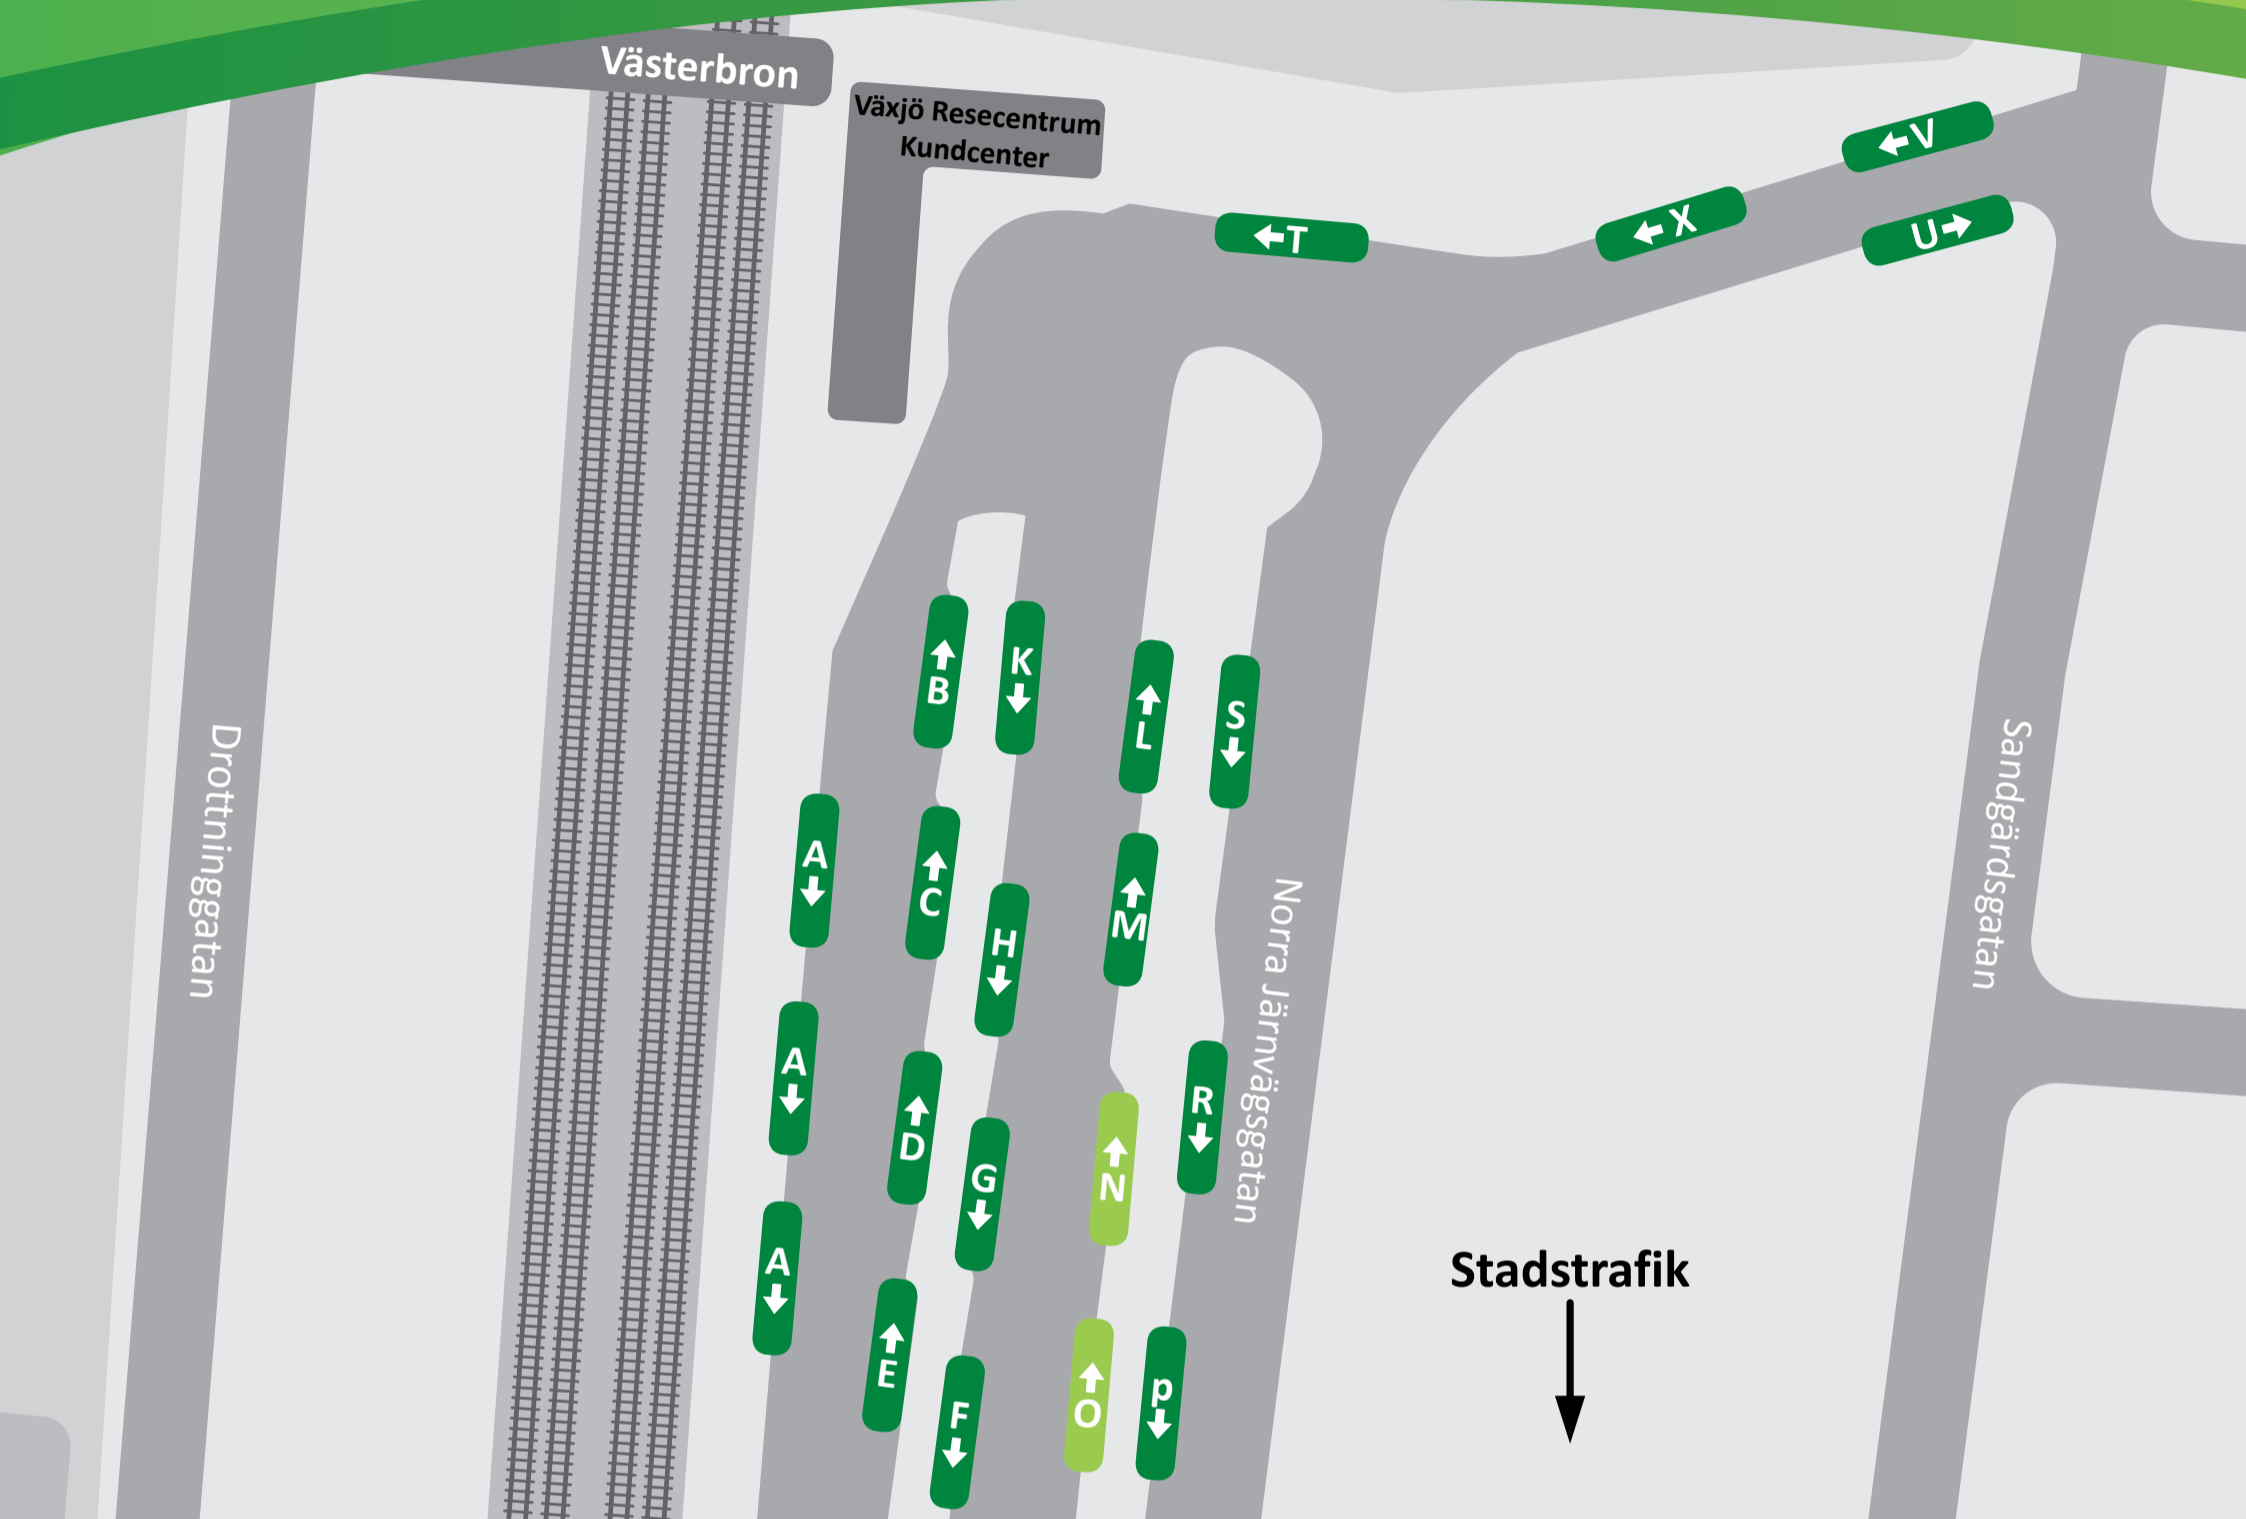 Västerbron
Växjö Resecentrum
Kundcenter
V
X
U
T
B
K
L
S
Drottninggatan
Sandgärdsgatan
A
C
H
M
Norra Järnvägsgatan
A
D
G
N
R
A
E
F
O
p
Stadstrafik